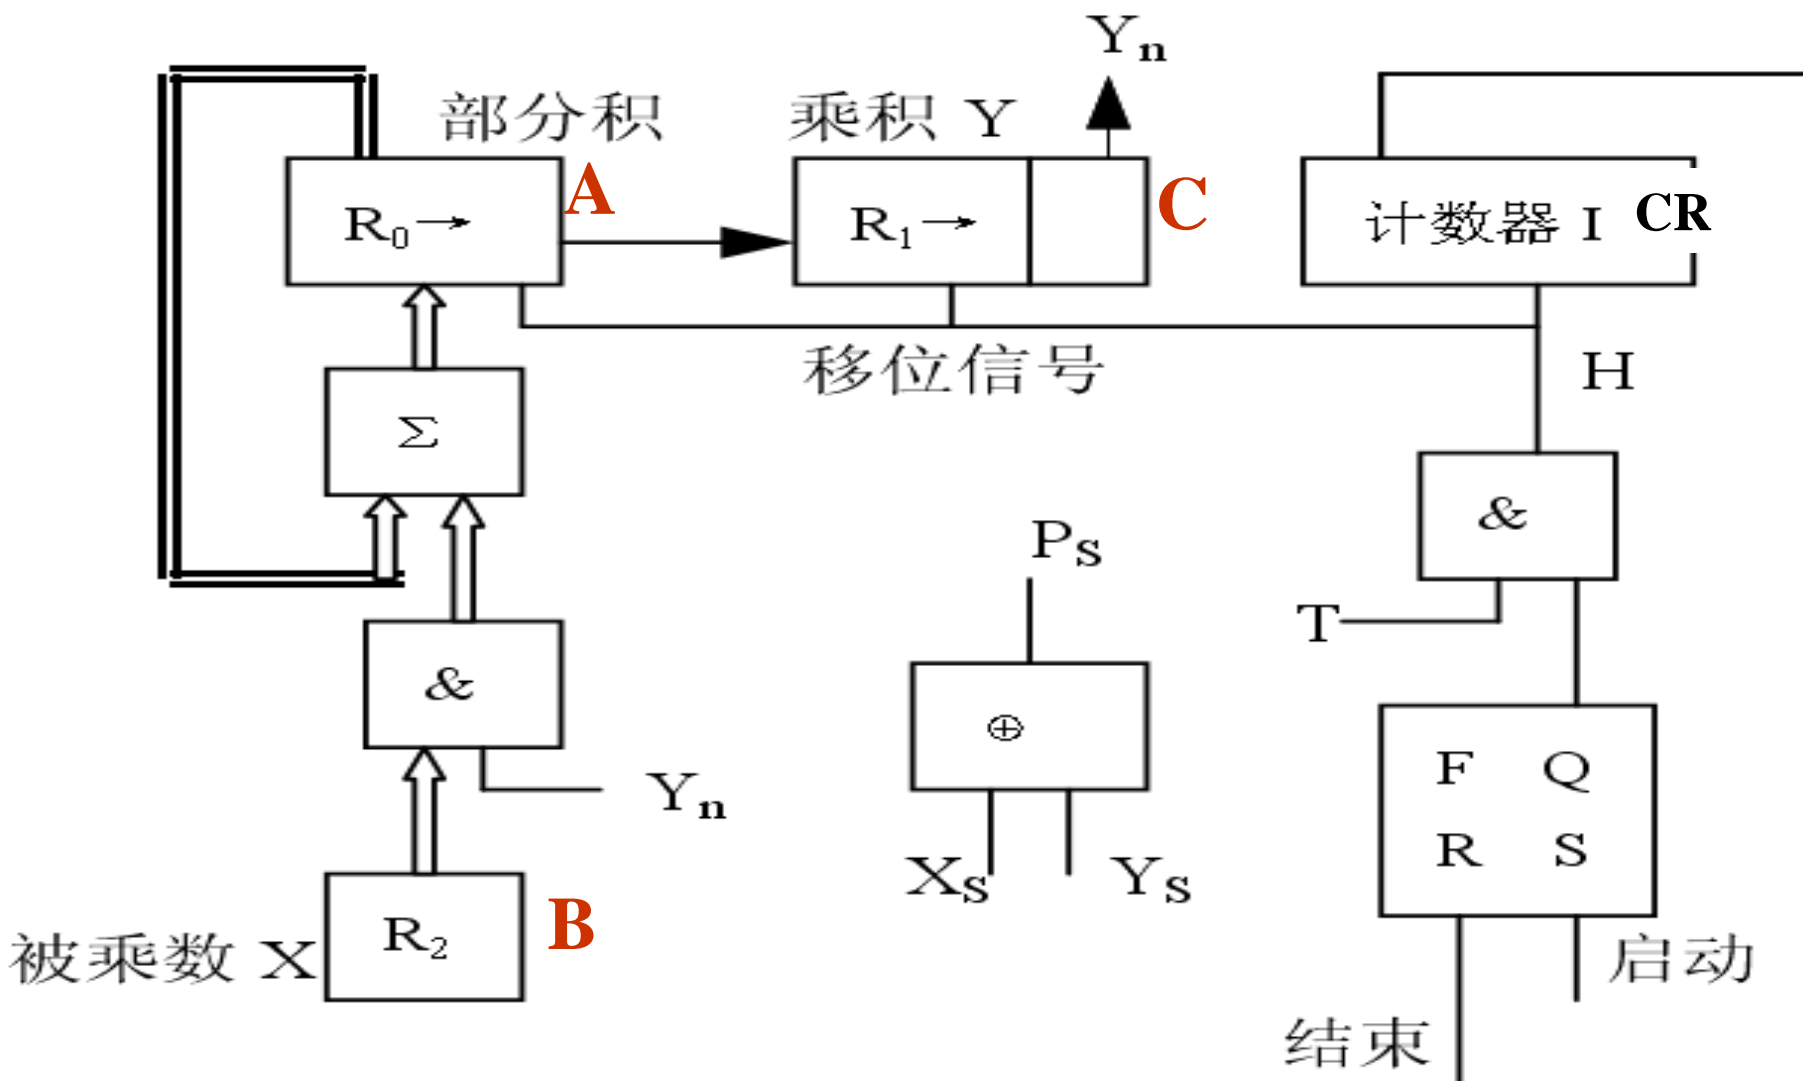 Yn
部分积
乘积 Y
R0→
A
R1→
C
计数器 I CR
移位信号
H
Σ
&
PS
T
&
⊕
F Q
R S
Yn
XS
YS
被乘数 X
R2
B
启动
结束